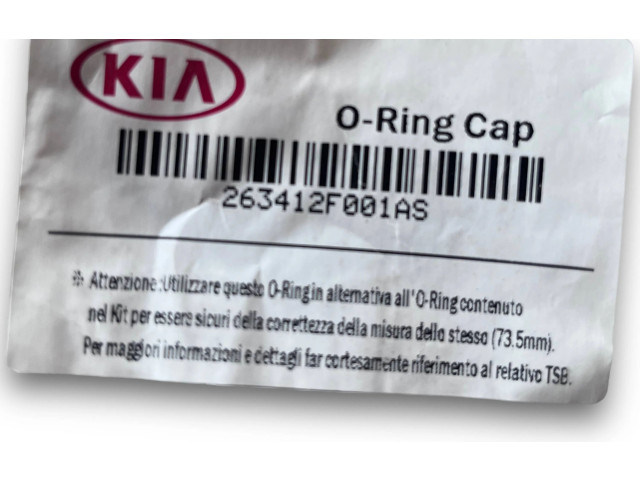 KIA
O-Ring Cap
263412F001AS
※ Attenzione:Utilizzare questo O-Ringin alternativa all'O-Ring contenuto
nel Kit per essere sicuri della correttezza della misura dello stesso (73.5mm).
Per maggiori informazioni e dettagli far cortesamente riferimento al relativo TSB.